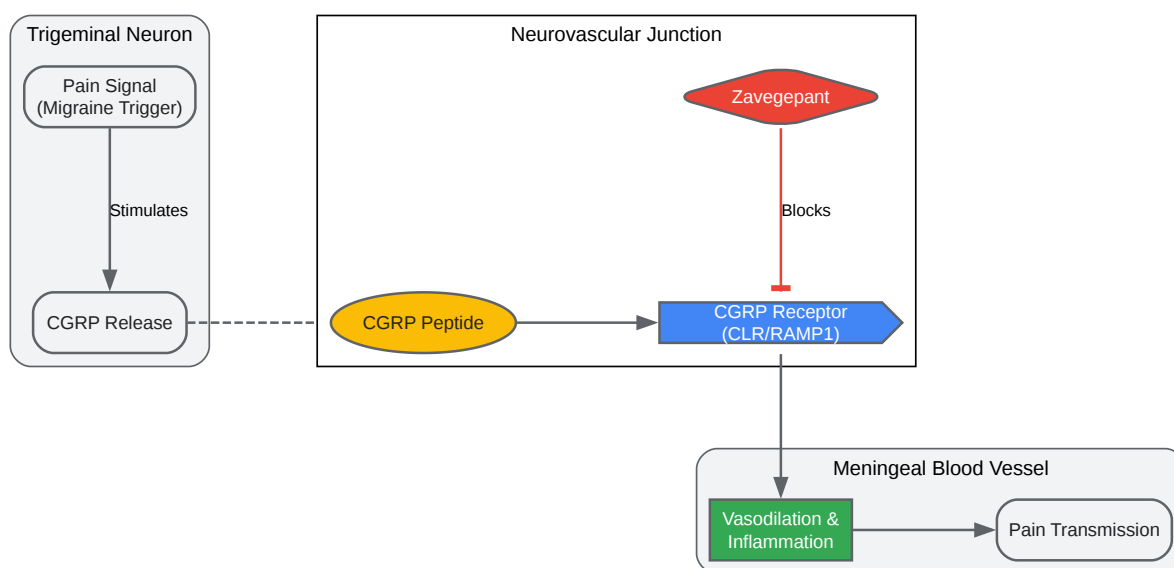 Trigeminal Neuron
Pain Signal
(Migraine Trigger)
Stimulates
CGRP Release
Neurovascular Junction
Zavegepant
Blocks
CGRP Peptide
CGRP Receptor
(CLR/RAMP1)
Meningeal Blood Vessel
Vasodilation &
Inflammation
Pain Transmission